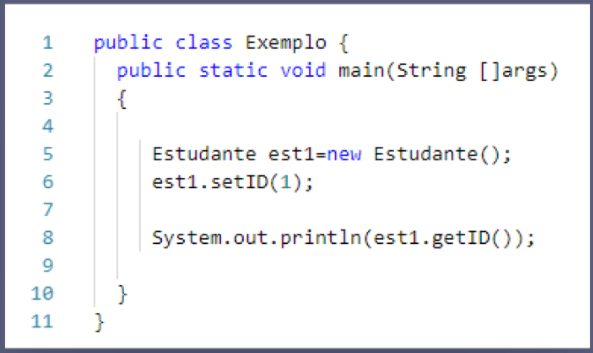 1 public class Exemplo {
2 public static void main(String []args)
3 {
4
5 Estudante est1=new Estudante();
6 est1.setID(1);
7
8 System.out.println(est1.getID());
9
10 }
11 }